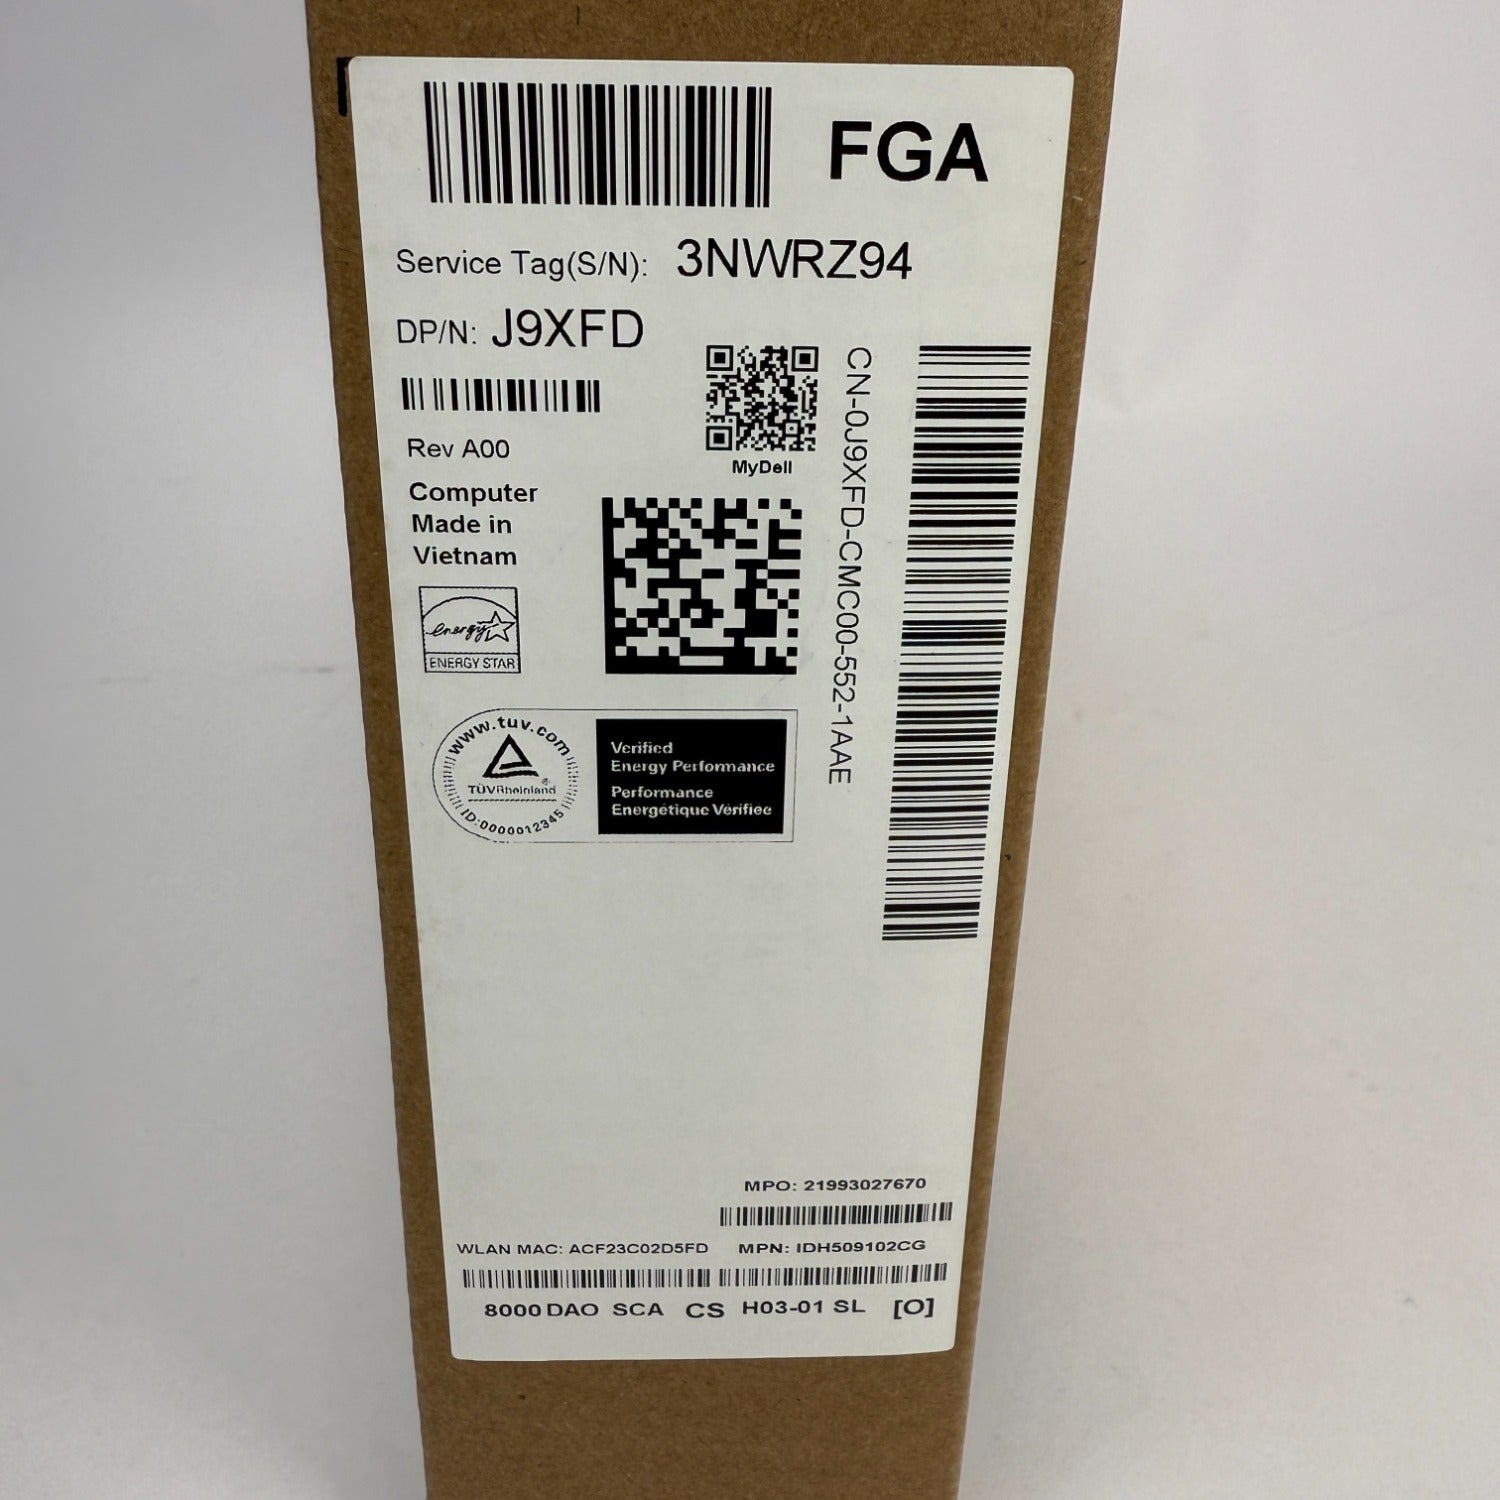 FGA
Service Tag(S/N): 3NWRZ94
DP/N: J9XFD
Rev A00
MyDell
CN-0J9XFD-CMC00-552-1AAE
Computer
Made in
Vietnam
energy
ENERGY STAR
www.tuv.com
TÜVRheinland®
ID:0000012345
Verified
Energy Performance
Performance
Energétique Vérifiée
MPO: 21993027670
WLAN MAC: ACF23C02D5FD MPN: IDH509102CG
8000 DAO SCA CS H03-01 SL [O]